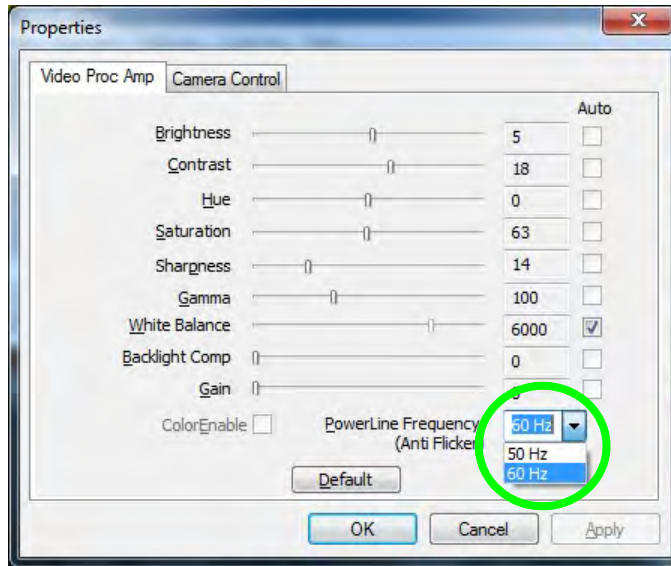 Properties
Video Proc Amp Camera Control
Auto
Brightness 5
Contrast 18
Hue 0
Saturation 63
Sharpness 14
Gamma 100
White Balance 6000
Backlight Comp 0
Gain
ColorEnable PowerLine Frequency 60 Hz
(Anti Flicker)
50 Hz
60 Hz
Default
OK Cancel Apply